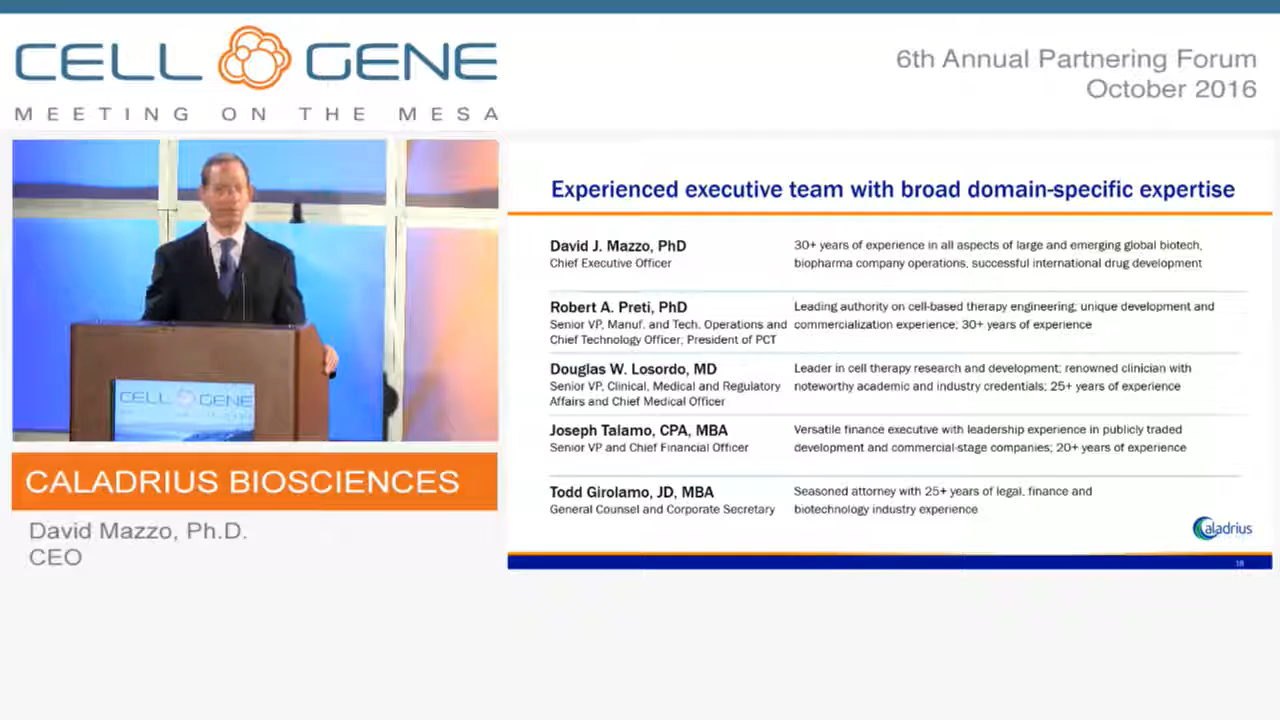 CELL GENE
MEETING ON THE MESA
6th Annual Partnering Forum
October 2016
CELL GENE
CALADRIUS BIOSCIENCES
David Mazzo, Ph.D.
CEO
Experienced executive team with broad domain-specific expertise
David J. Mazzo, PhD
Chief Executive Officer
30+ years of experience in all aspects of large and emerging global biotech,
biopharma company operations, successful international drug development
Robert A. Preti, PhD
Senior VP, Manuf. and Tech. Operations and
Chief Technology Officer; President of PCT
Leading authority on cell-based therapy engineering; unique development and
commercialization experience; 30+ years of experience
Douglas W. Losordo, MD
Senior VP, Clinical, Medical and Regulatory
Affairs and Chief Medical Officer
Leader in cell therapy research and development; renowned clinician with
noteworthy academic and industry credentials; 25+ years of experience
Joseph Talamo, CPA, MBA
Senior VP and Chief Financial Officer
Versatile finance executive with leadership experience in publicly traded
development and commercial-stage companies; 20+ years of experience
Todd Girolamo, JD, MBA
General Counsel and Corporate Secretary
Seasoned attorney with 25+ years of legal, finance and
biotechnology industry experience
Caladrius
18